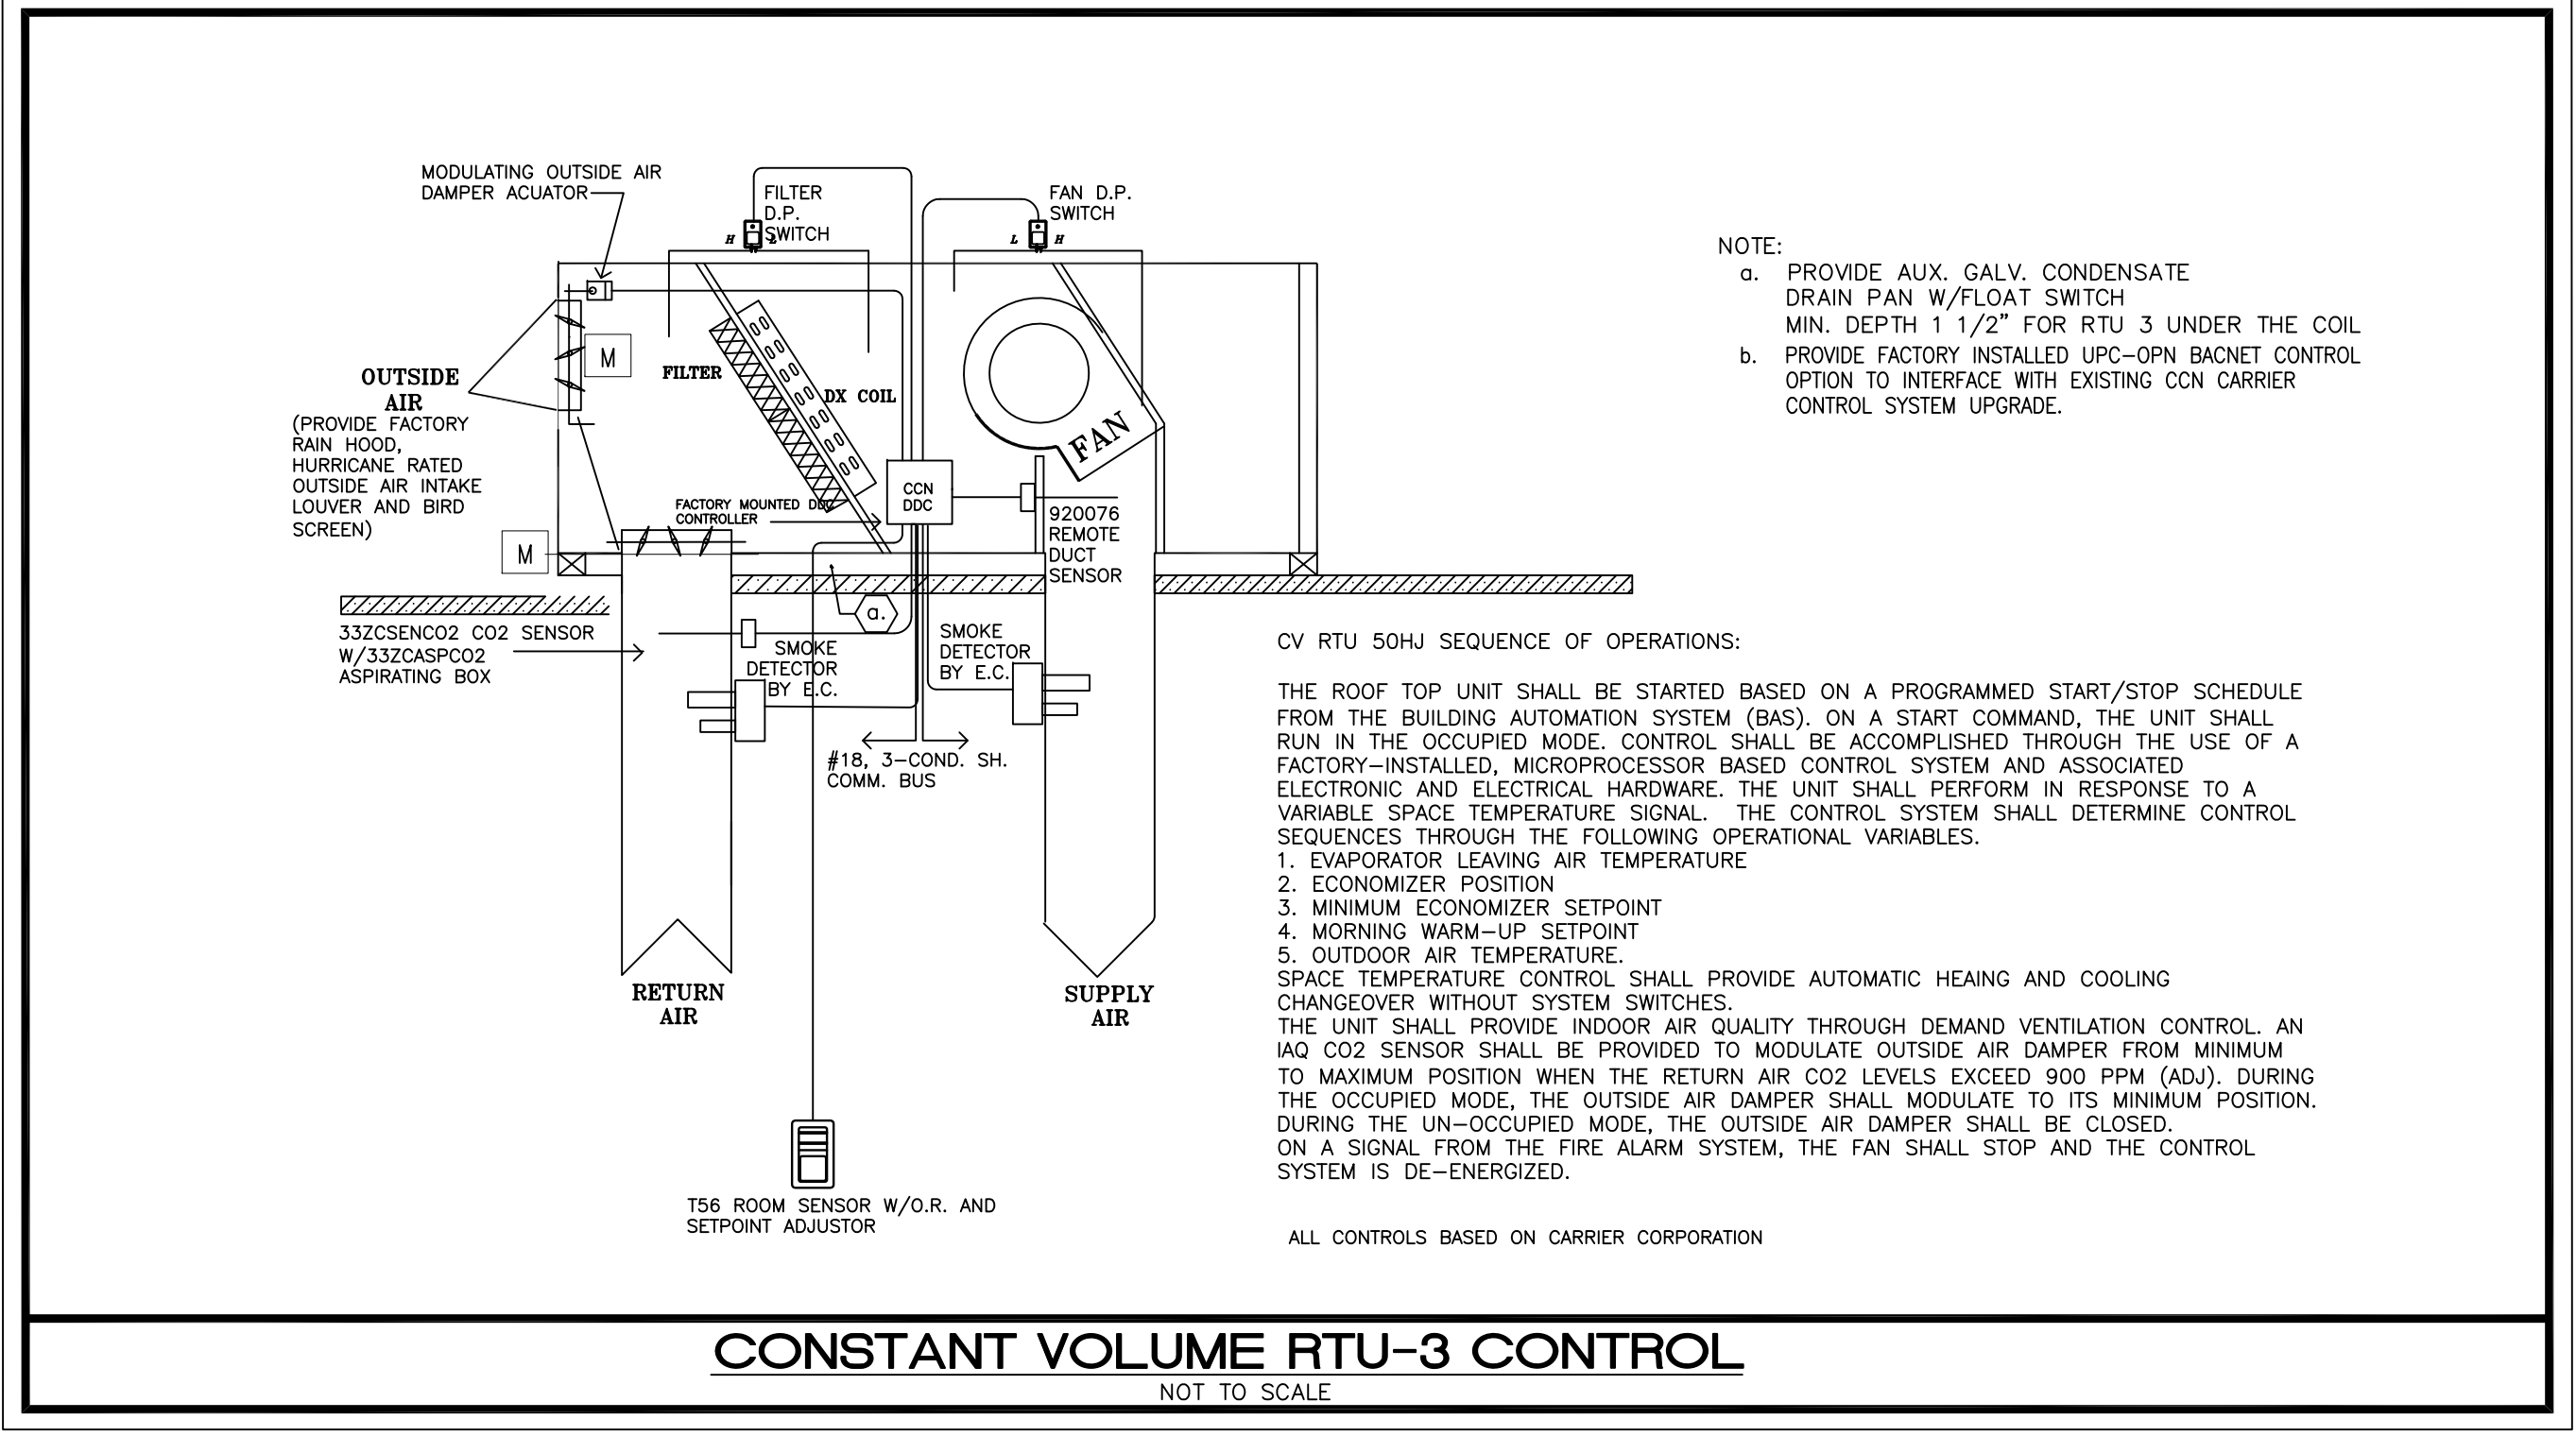 MODULATING OUTSIDE AIR
DAMPER ACUATOR
FILTER
D.P.
SWITCH
H
L
FAN D.P.
SWITCH
L
H
OUTSIDE
AIR
(PROVIDE FACTORY
RAIN HOOD,
HURRICANE RATED
OUTSIDE AIR INTAKE
LOUVER AND BIRD
SCREEN)
M
M
FILTER
DX COIL
FAN
FACTORY MOUNTED DDC
CONTROLLER
CCN
DDC
920076
REMOTE
DUCT
SENSOR
a.
33ZCSENCO2 CO2 SENSOR
W/33ZCASPCO2
ASPIRATING BOX
SMOKE
DETECTOR
BY E.C.
SMOKE
DETECTOR
BY E.C.
#18, 3-COND. SH.
COMM. BUS
RETURN
AIR
SUPPLY
AIR
T56 ROOM SENSOR W/O.R. AND
SETPOINT ADJUSTOR
NOTE:
a. PROVIDE AUX. GALV. CONDENSATE
DRAIN PAN W/FLOAT SWITCH
MIN. DEPTH 1 1/2" FOR RTU 3 UNDER THE COIL
b. PROVIDE FACTORY INSTALLED UPC-OPN BACNET CONTROL
OPTION TO INTERFACE WITH EXISTING CCN CARRIER
CONTROL SYSTEM UPGRADE.
CV RTU 50HJ SEQUENCE OF OPERATIONS:
THE ROOF TOP UNIT SHALL BE STARTED BASED ON A PROGRAMMED START/STOP SCHEDULE
FROM THE BUILDING AUTOMATION SYSTEM (BAS). ON A START COMMAND, THE UNIT SHALL
RUN IN THE OCCUPIED MODE. CONTROL SHALL BE ACCOMPLISHED THROUGH THE USE OF A
FACTORY-INSTALLED, MICROPROCESSOR BASED CONTROL SYSTEM AND ASSOCIATED
ELECTRONIC AND ELECTRICAL HARDWARE. THE UNIT SHALL PERFORM IN RESPONSE TO A
VARIABLE SPACE TEMPERATURE SIGNAL. THE CONTROL SYSTEM SHALL DETERMINE CONTROL
SEQUENCES THROUGH THE FOLLOWING OPERATIONAL VARIABLES.
1. EVAPORATOR LEAVING AIR TEMPERATURE
2. ECONOMIZER POSITION
3. MINIMUM ECONOMIZER SETPOINT
4. MORNING WARM-UP SETPOINT
5. OUTDOOR AIR TEMPERATURE.
SPACE TEMPERATURE CONTROL SHALL PROVIDE AUTOMATIC HEAING AND COOLING
CHANGEOVER WITHOUT SYSTEM SWITCHES.
THE UNIT SHALL PROVIDE INDOOR AIR QUALITY THROUGH DEMAND VENTILATION CONTROL. AN
IAQ CO2 SENSOR SHALL BE PROVIDED TO MODULATE OUTSIDE AIR DAMPER FROM MINIMUM
TO MAXIMUM POSITION WHEN THE RETURN AIR CO2 LEVELS EXCEED 900 PPM (ADJ). DURING
THE OCCUPIED MODE, THE OUTSIDE AIR DAMPER SHALL MODULATE TO ITS MINIMUM POSITION.
DURING THE UN-OCCUPIED MODE, THE OUTSIDE AIR DAMPER SHALL BE CLOSED.
ON A SIGNAL FROM THE FIRE ALARM SYSTEM, THE FAN SHALL STOP AND THE CONTROL
SYSTEM IS DE-ENERGIZED.
ALL CONTROLS BASED ON CARRIER CORPORATION
CONSTANT VOLUME RTU-3 CONTROL
NOT TO SCALE